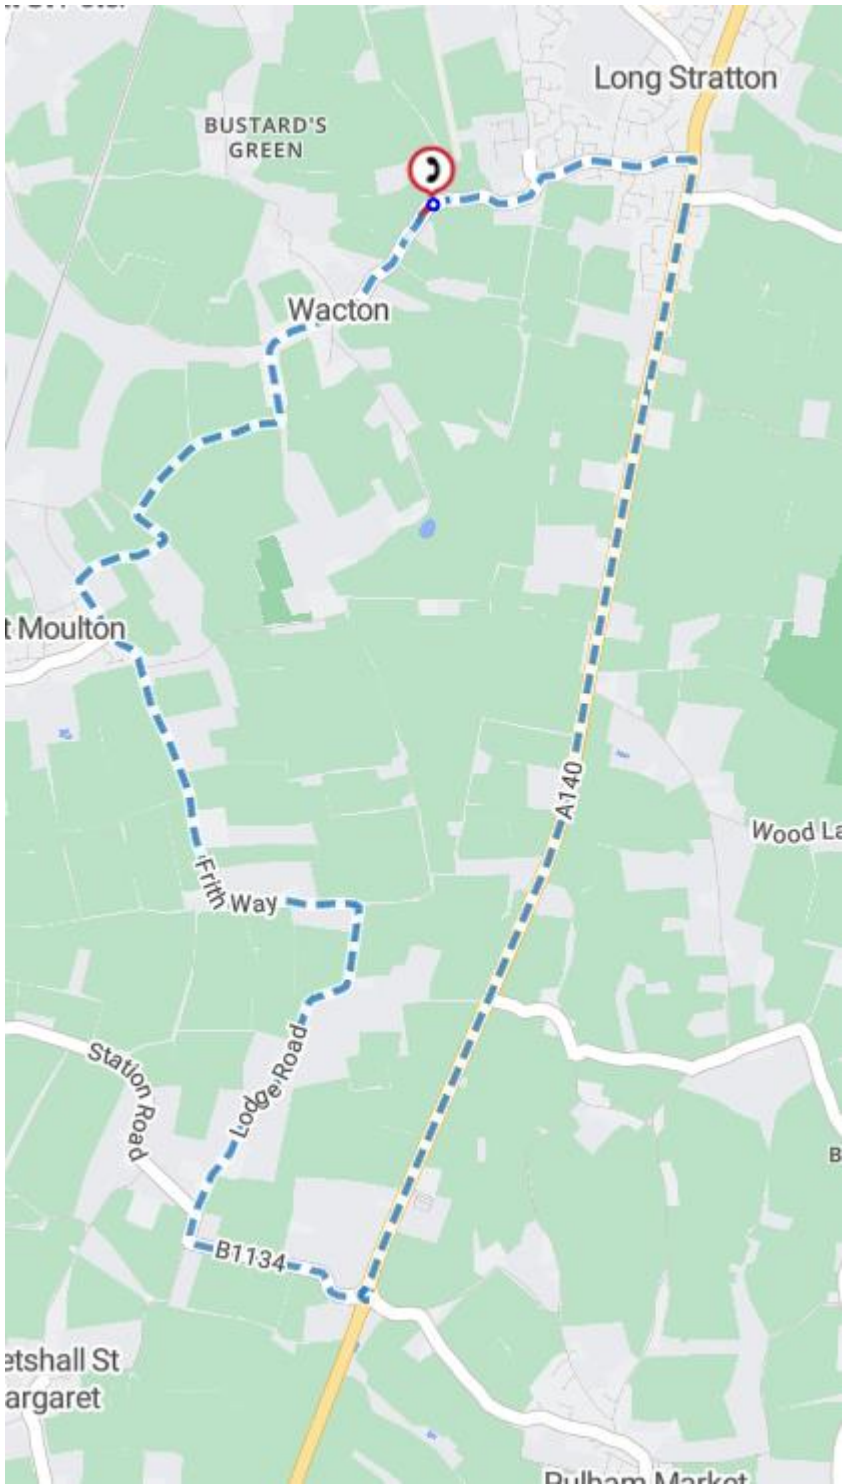 Long Stratton
BUSTARD'S
GREEN
Wacton
t Moulton
A140
Wood La
Frith Way
Station Road
Lodge Road
B
B1134
etshall St
argaret
Pulham Market